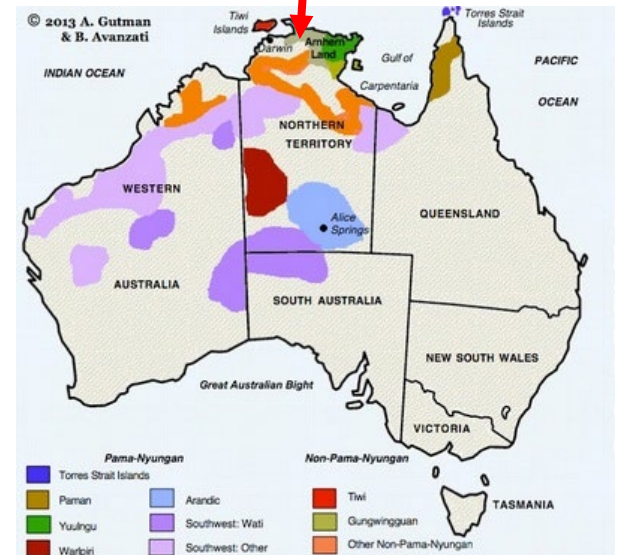 © 2013 A. Gutman
& B. Avanzati
Tiwi
Islands
Darwin
Arnhem
Land
Torres Strait
Islands
INDIAN OCEAN
Gulf of
Carpentaria
PACIFIC
OCEAN
NORTHERN
TERRITORY
WESTERN
AUSTRALIA
QUEENSLAND
Alice
Springs
SOUTH AUSTRALIA
NEW SOUTH WALES
Great Australian Bight
VICTORIA
TASMANIA
Pama-Nyungan
Non-Pama-Nyungan
Torres Strait Islands
Paman
Yuulngu
Warlpiri
Arandic
Southwest: Wati
Southwest: Other
Tiwi
Gungwingguan
Other Non-Pama-Nyungan